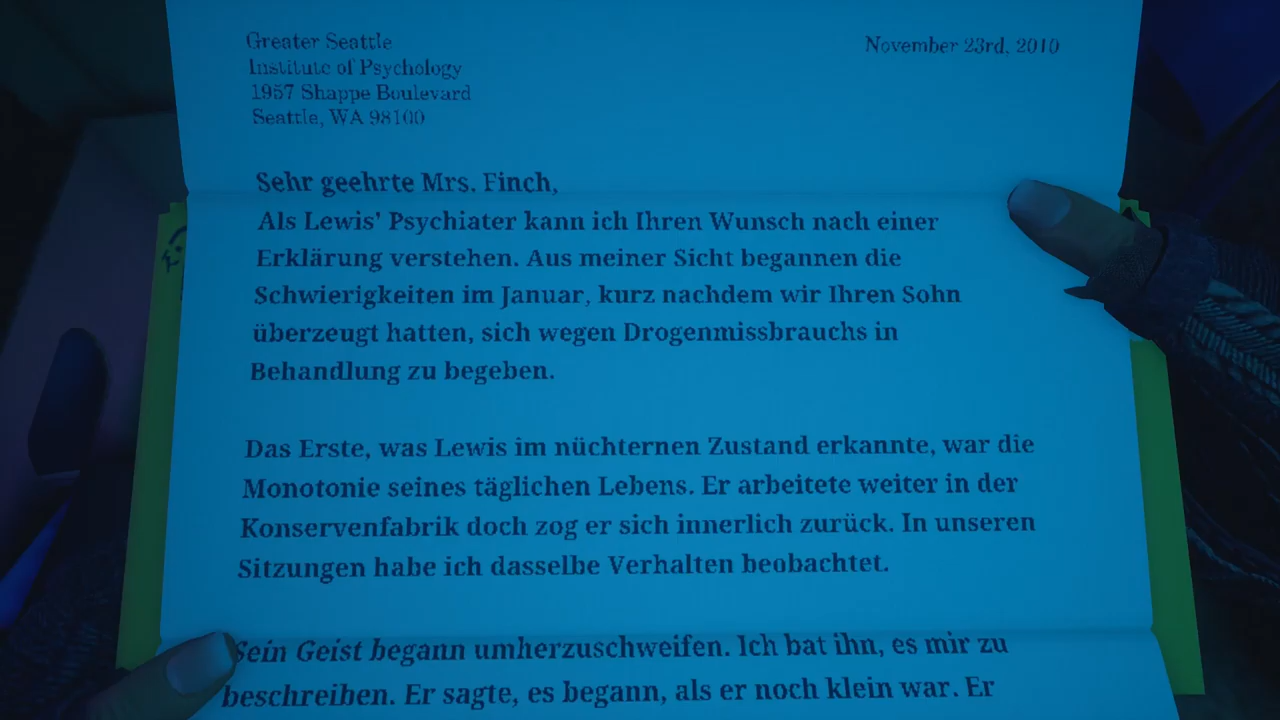 Greater Seattle
Institute of Psychology
1957 Shappe Boulevard
Seattle, WA 98100
November 23rd, 2010
Sehr geehrte Mrs. Finch,
Als Lewis' Psychiater kann ich Ihren Wunsch nach einer
Erklärung verstehen. Aus meiner Sicht begannen die
Schwierigkeiten im Januar, kurz nachdem wir Ihren Sohn
überzeugt hatten, sich wegen Drogenmissbrauchs in
Behandlung zu begeben.
Das Erste, was Lewis im nüchternen Zustand erkannte, war die
Monotonie seines täglichen Lebens. Er arbeitete weiter in der
Konservenfabrik doch zog er sich innerlich zurück. In unseren
Sitzungen habe ich dasselbe Verhalten beobachtet.
Sein Geist begann umherzuschweifen. Ich bat ihn, es mir zu
beschreiben. Er sagte, es begann, als er noch klein war. Er